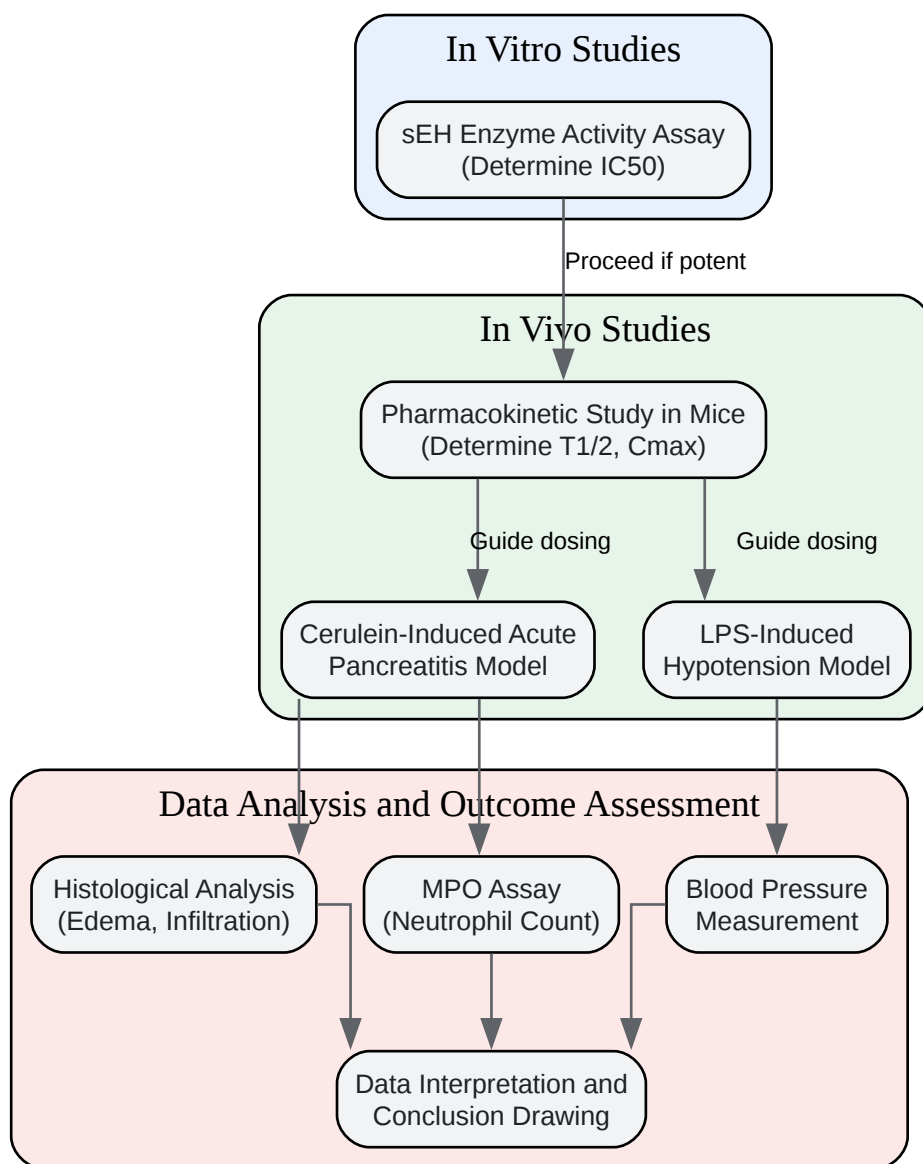 In Vitro Studies
sEH Enzyme Activity Assay
(Determine IC50)
Proceed if potent
In Vivo Studies
Pharmacokinetic Study in Mice
(Determine T1/2, Cmax)
Guide dosing
Guide dosing
Cerulein-Induced Acute
Pancreatitis Model
LPS-Induced
Hypotension Model
Data Analysis and Outcome Assessment
Histological Analysis
(Edema, Infiltration)
MPO Assay
(Neutrophil Count)
Blood Pressure
Measurement
Data Interpretation and
Conclusion Drawing